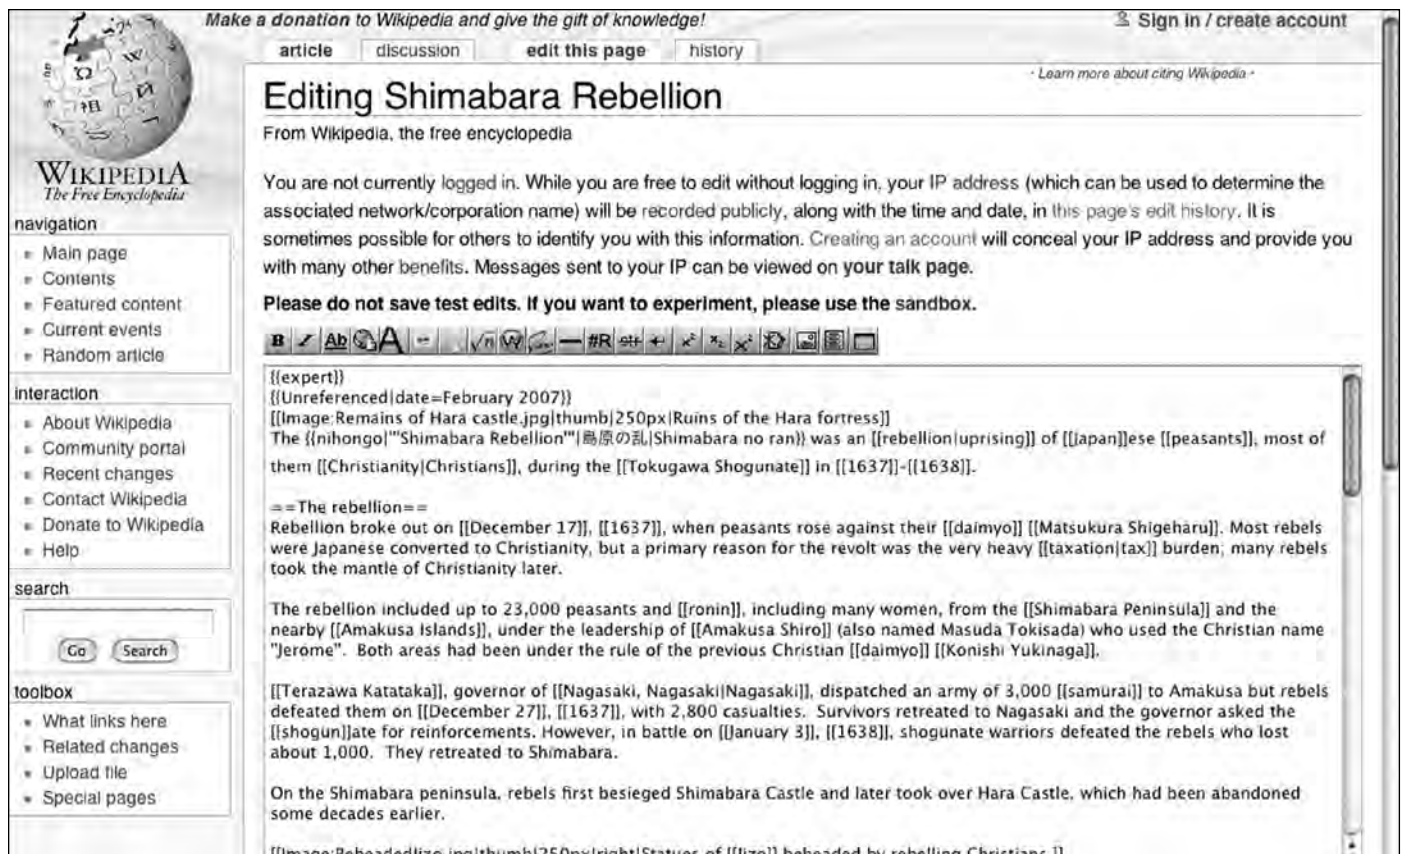 Make a donation to Wikipedia and give the gift of knowledge!
Sign in / create account
article discussion edit this page history
· Learn more about citing Wikipedia ·
Editing Shimabara Rebellion
From Wikipedia, the free encyclopedia
WIKIPEDIA
The Free Encyclopedia
You are not currently logged in. While you are free to edit without logging in, your IP address (which can be used to determine the
associated network/corporation name) will be recorded publicly, along with the time and date, in this page's edit history. It is
sometimes possible for others to identify you with this information. Creating an account will conceal your IP address and provide you
with many other benefits. Messages sent to your IP can be viewed on your talk page.
Please do not save test edits. If you want to experiment, please use the sandbox.
navigation
Main page
Contents
Featured content
Current events
Random article
interaction
About Wikipedia
Community portal
Recent changes
Contact Wikipedia
Donate to Wikipedia
Help
search
Go Search
toolbox
What links here
Related changes
Upload file
Special pages
B I Ab A √n W — #R
{{expert}}
{{Unreferenced|date=February 2007}}
[[Image:Remains of Hara castle.jpg|thumb|250px|Ruins of the Hara fortress]]
The {{nihongo|'''Shimabara Rebellion'''|島原の乱|Shimabara no ran}} was an [[rebellion|uprising]] of [[Japan]]ese [[peasants]], most of
them [[Christianity|Christians]], during the [[Tokugawa Shogunate]] in [[1637]]-[[1638]].
==The rebellion==
Rebellion broke out on [[December 17]], [[1637]], when peasants rose against their [[daimyo]] [[Matsukura Shigeharu]]. Most rebels
were Japanese converted to Christianity, but a primary reason for the revolt was the very heavy [[taxation|tax]] burden; many rebels
took the mantle of Christianity later.
The rebellion included up to 23,000 peasants and [[ronin]], including many women, from the [[Shimabara Peninsula]] and the
nearby [[Amakusa Islands]], under the leadership of [[Amakusa Shiro]] (also named Masuda Tokisada) who used the Christian name
"Jerome".  Both areas had been under the rule of the previous Christian [[daimyo]] [[Konishi Yukinaga]].
[[Terazawa Katataka]], governor of [[Nagasaki, Nagasaki|Nagasaki]], dispatched an army of 3,000 [[samurai]] to Amakusa but rebels
defeated them on [[December 27]], [[1637]], with 2,800 casualties.  Survivors retreated to Nagasaki and the governor asked the
[[shogun]]ate for reinforcements. However, in battle on [[January 3]], [[1638]], shogunate warriors defeated the rebels who lost
about 1,000.  They retreated to Shimabara.
On the Shimabara peninsula, rebels first besieged Shimabara Castle and later took over Hara Castle, which had been abandoned
some decades earlier.
[[Image:BeheadedJizo.jpg|thumb|250px|right|Statues of [[Jizo]] beheaded by rebelling Christians.]]